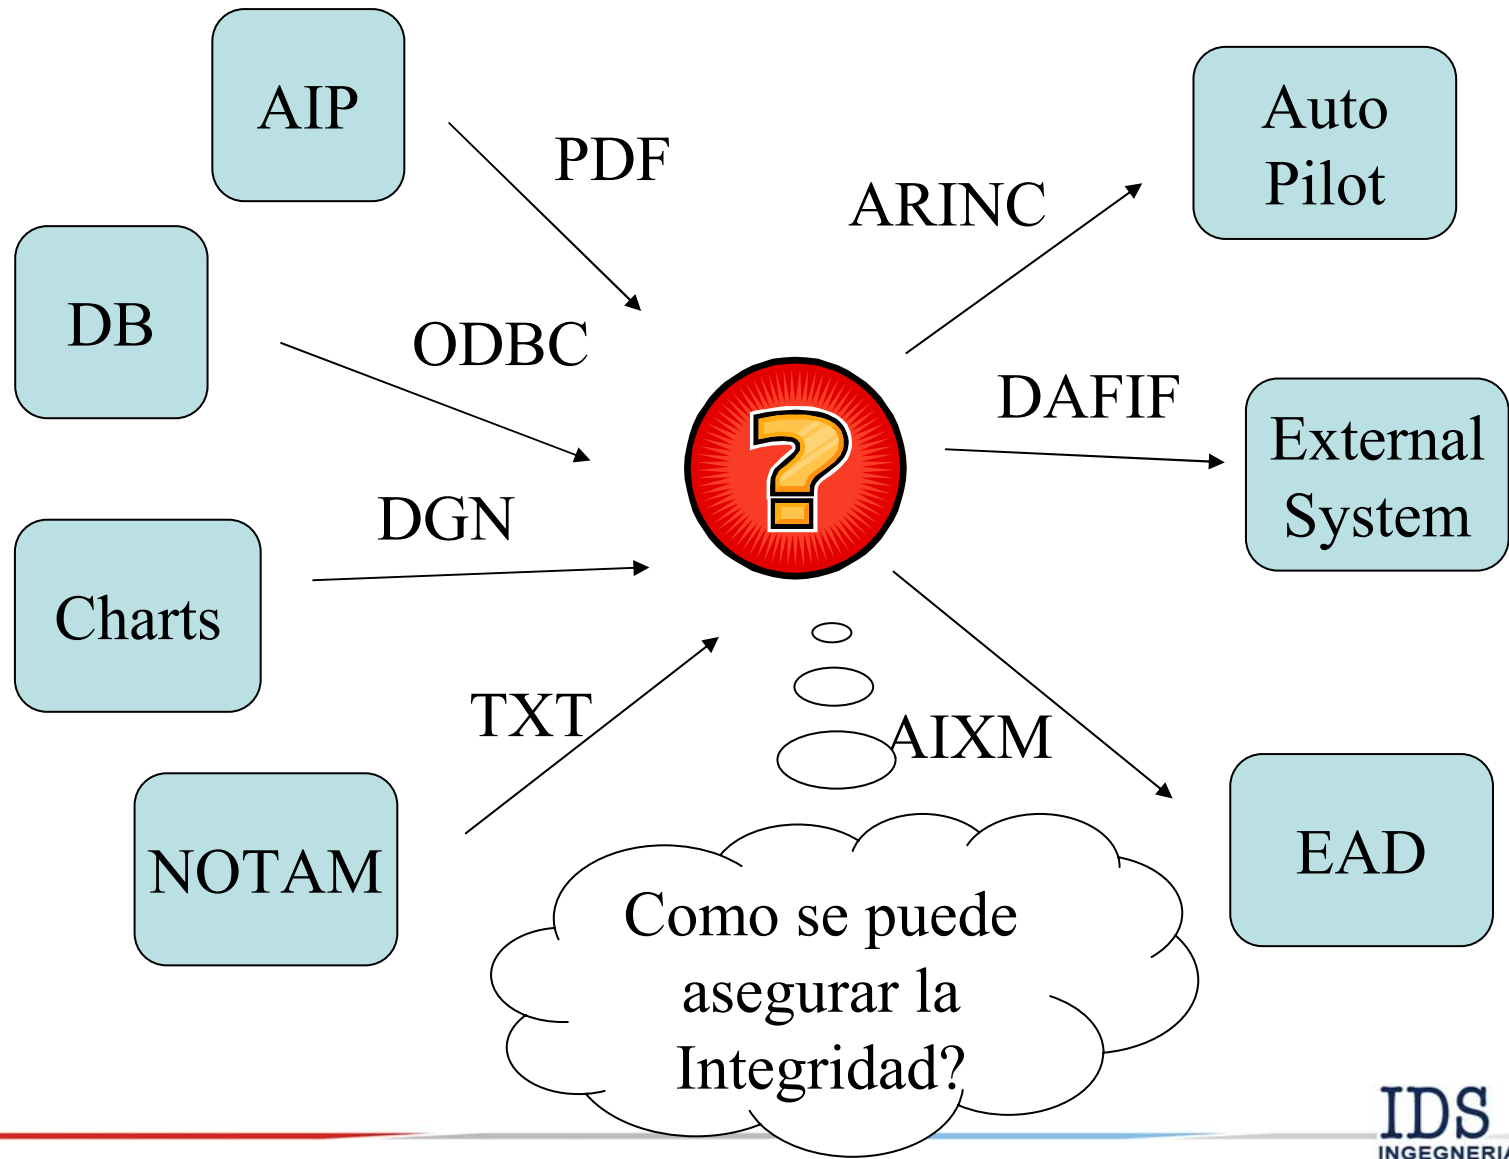 AIP
PDF
Auto
Pilot
ARINC
DB
ODBC
DAFIF
External
System
DGN
Charts
TXT
AIXM
NOTAM
EAD
Como se puede
asegurar la
Integridad?
IDS
INGEGNERIA